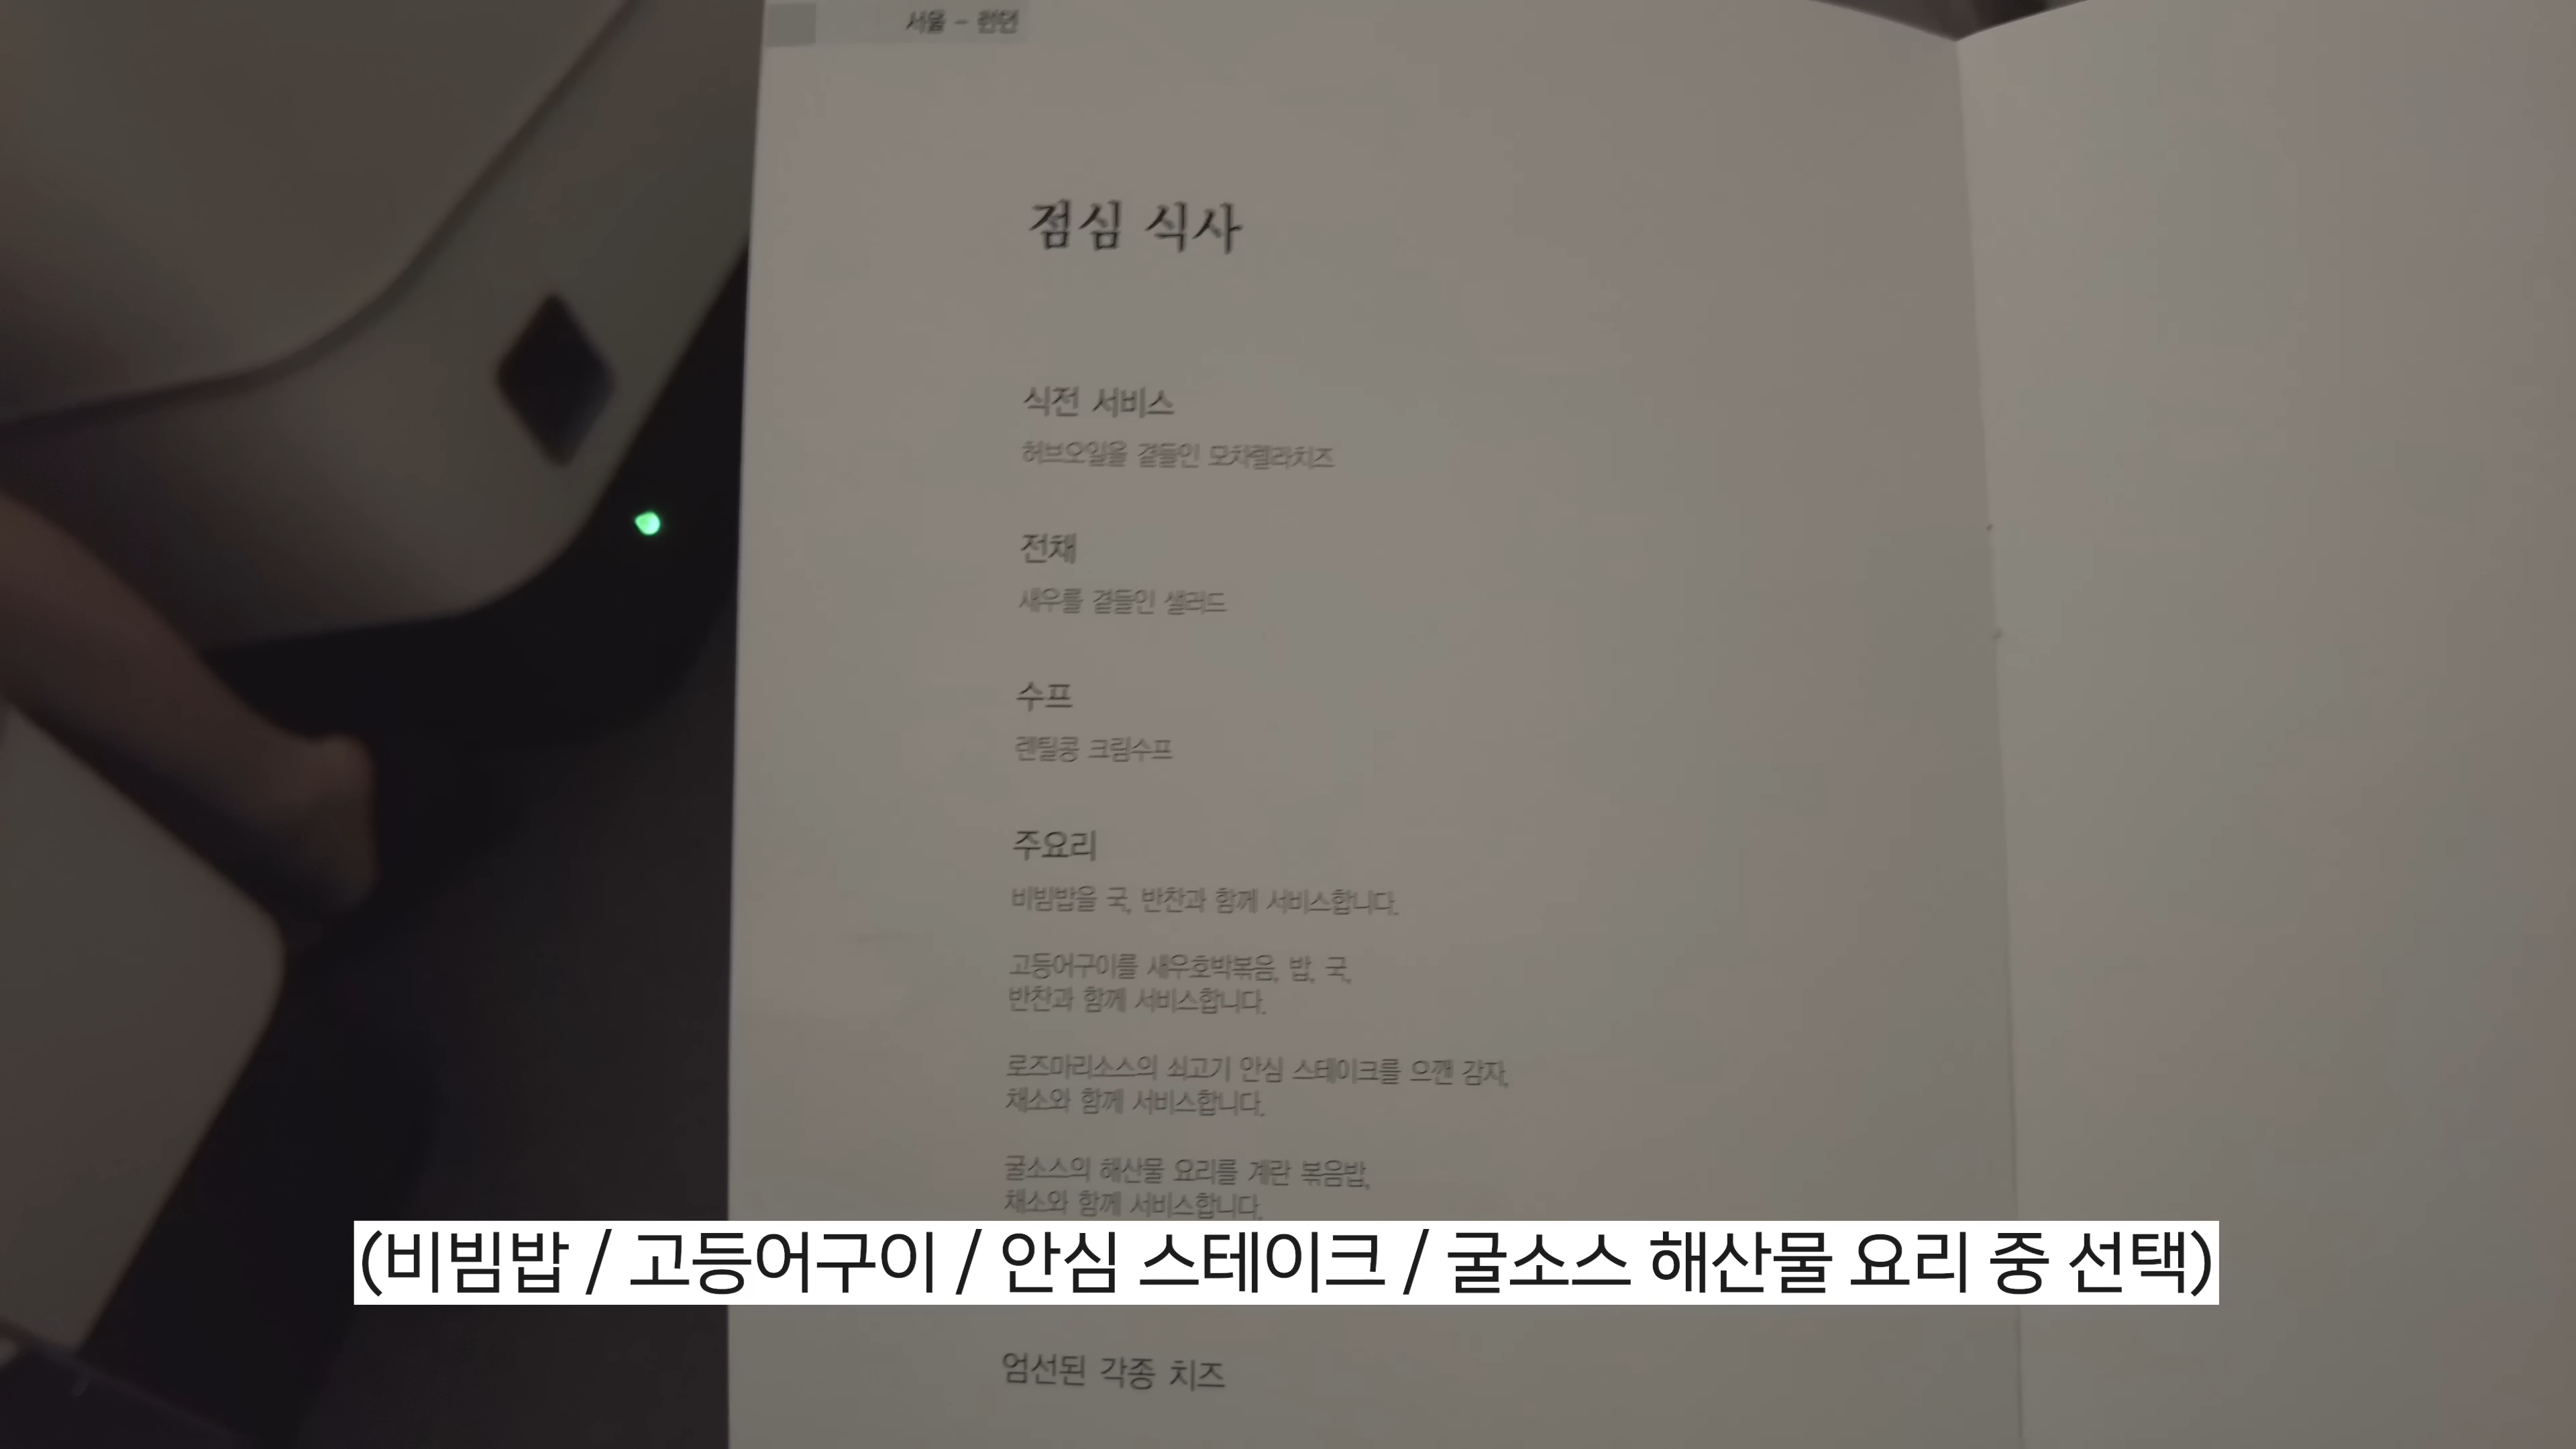 서울 - 런던
점심 식사
식전 서비스
허브오일을 곁들인 모차렐라치즈
전채
새우를 곁들인 샐러드
수프
렌틸콩 크림수프
주요리
비빔밥을 국, 반찬과 함께 서비스합니다.
고등어구이를 새우호박볶음, 밥, 국,
반찬과 함께 서비스합니다.
로즈마리소스의 쇠고기 안심 스테이크를 으깬 감자,
채소와 함께 서비스합니다.
굴소스의 해산물 요리를 계란 볶음밥,
채소와 함께 서비스합니다.
(비빔밥 / 고등어구이 / 안심 스테이크 / 굴소스 해산물 요리 중 선택)
엄선된 각종 치즈